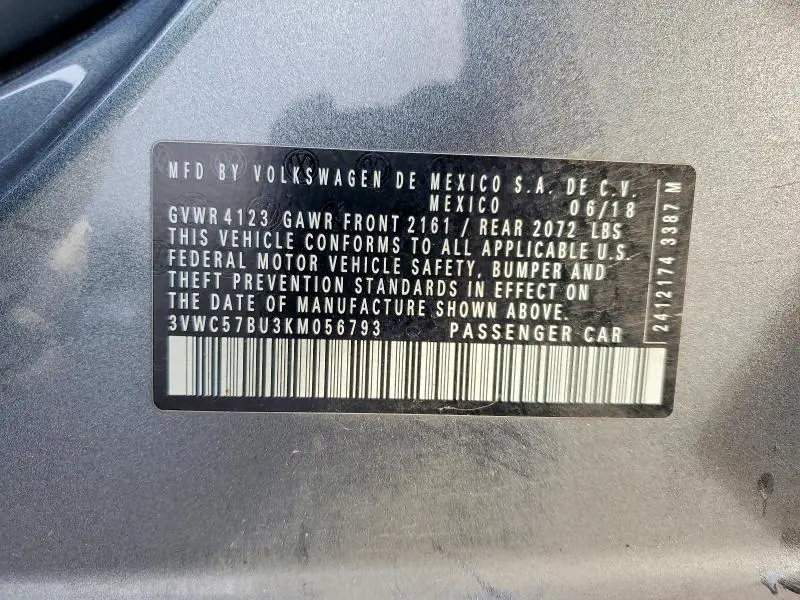 MFD BY VOLKSWAGEN DE MEXICO S.A. DE C.V.
MEXICO 06/18
GVWR 4123 GAWR FRONT 2161 / REAR 2072 LBS
THIS VEHICLE CONFORMS TO ALL APPLICABLE U.S.
FEDERAL MOTOR VEHICLE SAFETY, BUMPER AND
THEFT PREVENTION STANDARDS IN EFFECT ON
THE DATE OF MANUFACTURE SHOWN ABOVE.
3VWC57BU3KM056793 PASSENGER CAR
2412174 3387 M